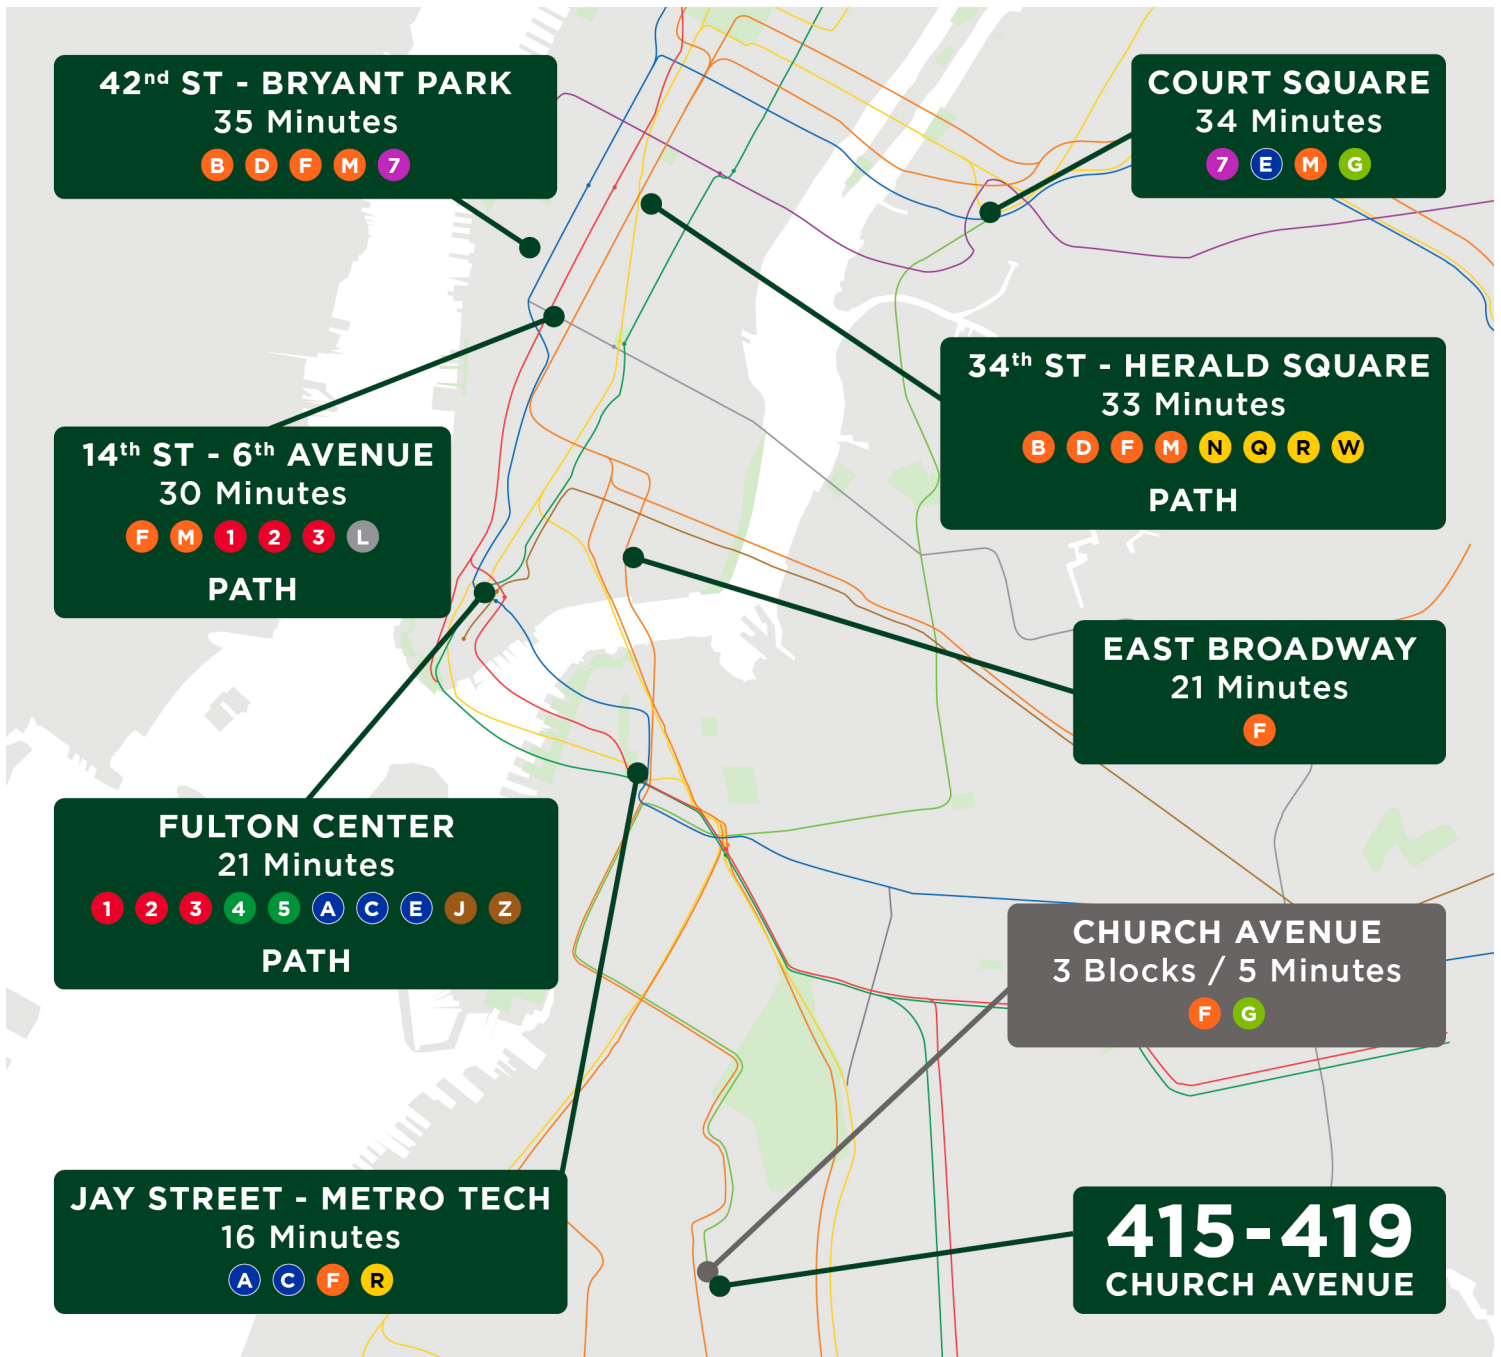 42nd ST - BRYANT PARK
35 Minutes
B D F M 7
COURT SQUARE
34 Minutes
7 E M G
34th ST - HERALD SQUARE
33 Minutes
B D F M N Q R W
PATH
14th ST - 6th AVENUE
30 Minutes
F M 1 2 3 L
PATH
EAST BROADWAY
21 Minutes
F
FULTON CENTER
21 Minutes
1 2 3 4 5 A C E J Z
PATH
CHURCH AVENUE
3 Blocks / 5 Minutes
F G
JAY STREET - METRO TECH
16 Minutes
A C F R
415-419
CHURCH AVENUE